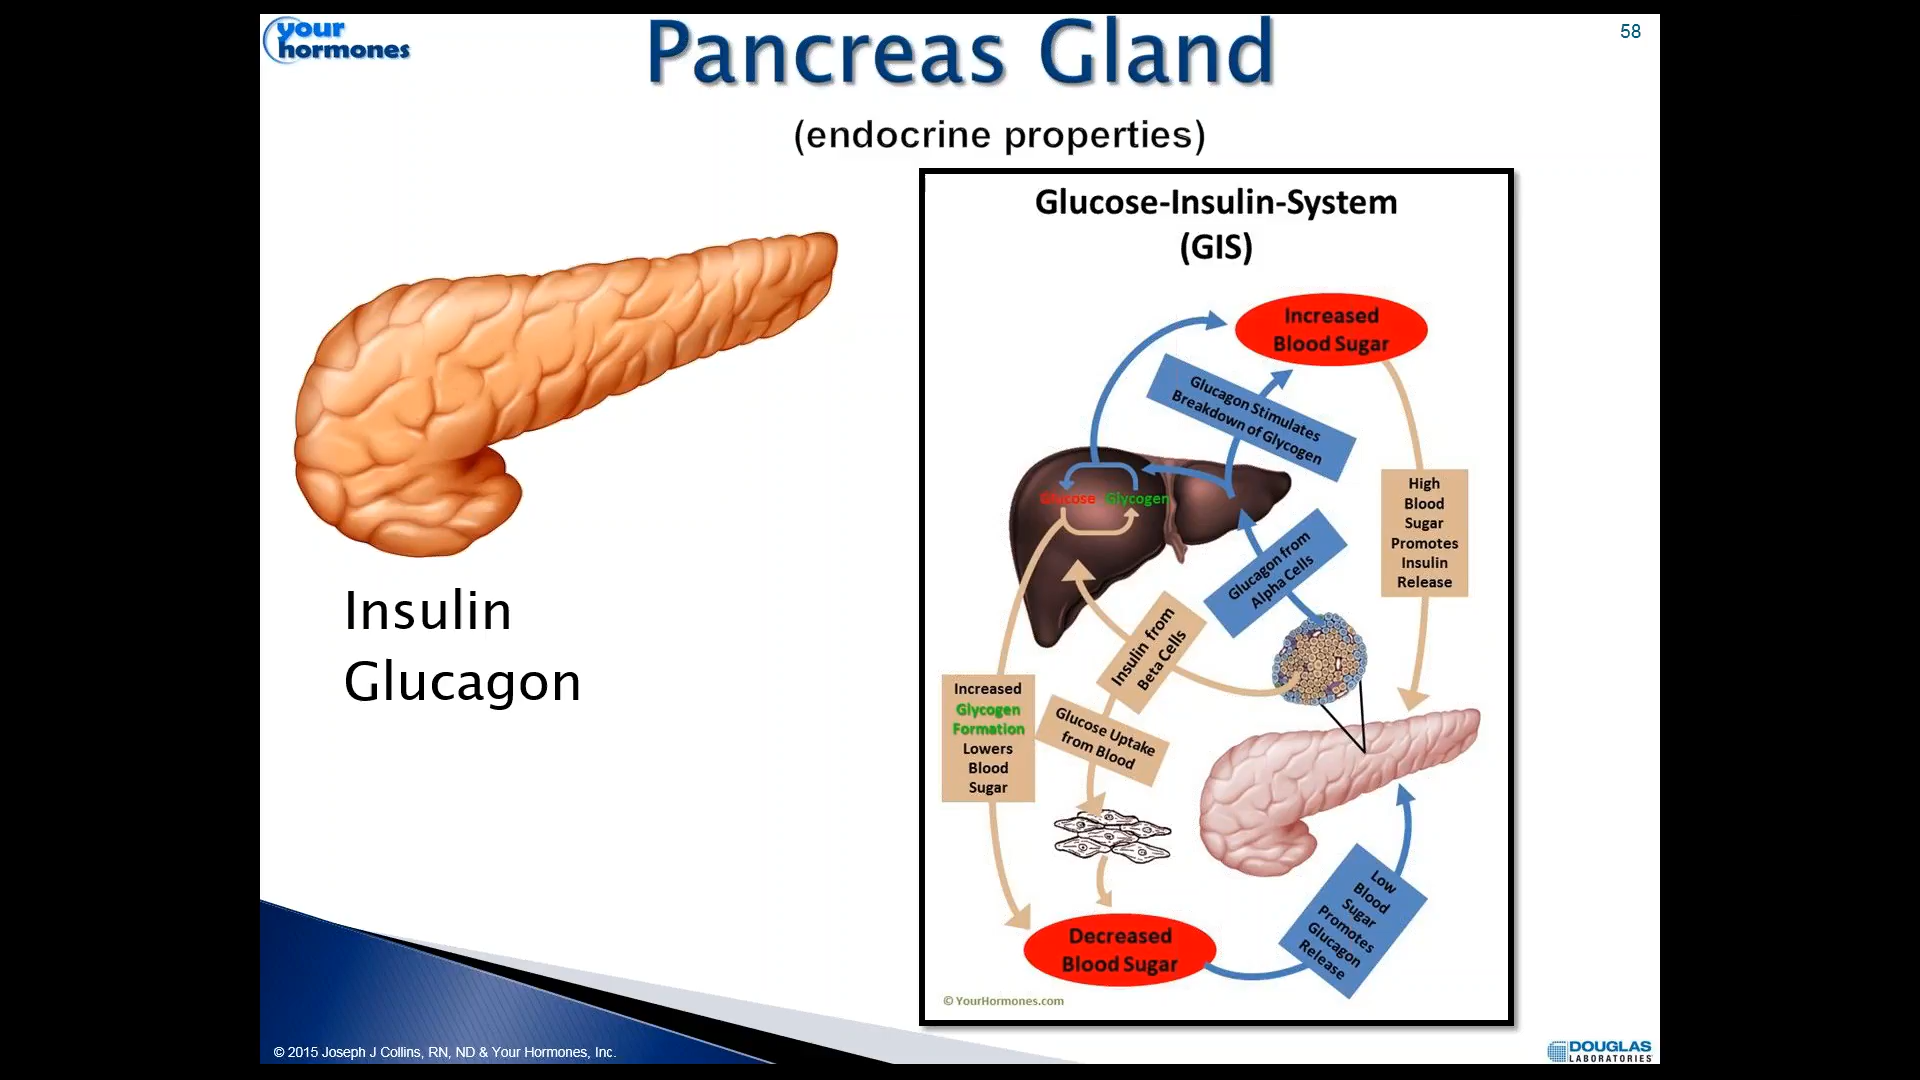 your
hormones
Pancreas Gland
58
(endocrine properties)
Insulin
Glucagon
Glucose-Insulin-System
(GIS)
Increased
Blood Sugar
Glucagon Stimulates
Breakdown of Glycogen
Glucose Glycogen
High
Blood
Sugar
Promotes
Insulin
Release
Glucagon from
Alpha Cells
Insulin from
Beta Cells
Increased
Glycogen
Formation
Lowers
Blood
Sugar
Glucose Uptake
from Blood
Low
Blood
Sugar
Promotes
Glucagon
Release
Decreased
Blood Sugar
© YourHormones.com
© 2015 Joseph J Collins, RN, ND & Your Hormones, Inc.
DOUGLAS
LABORATORIES